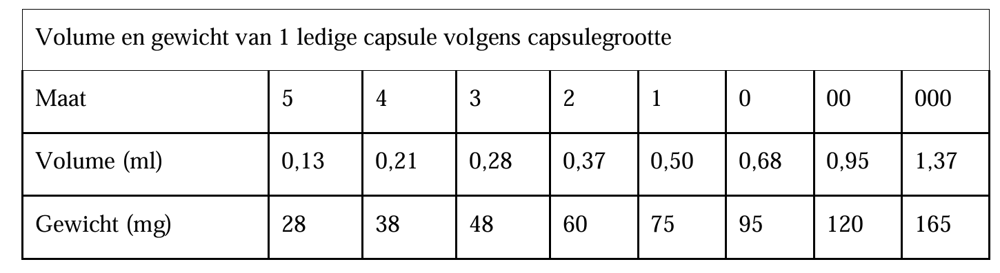 Volume en gewicht van 1 ledige capsule volgens capsulegrootte
Maat 5 4 3 2 1 0 00 000
Volume (ml) 0,13 0,21 0,28 0,37 0,50 0,68 0,95 1,37
Gewicht (mg) 28 38 48 60 75 95 120 165